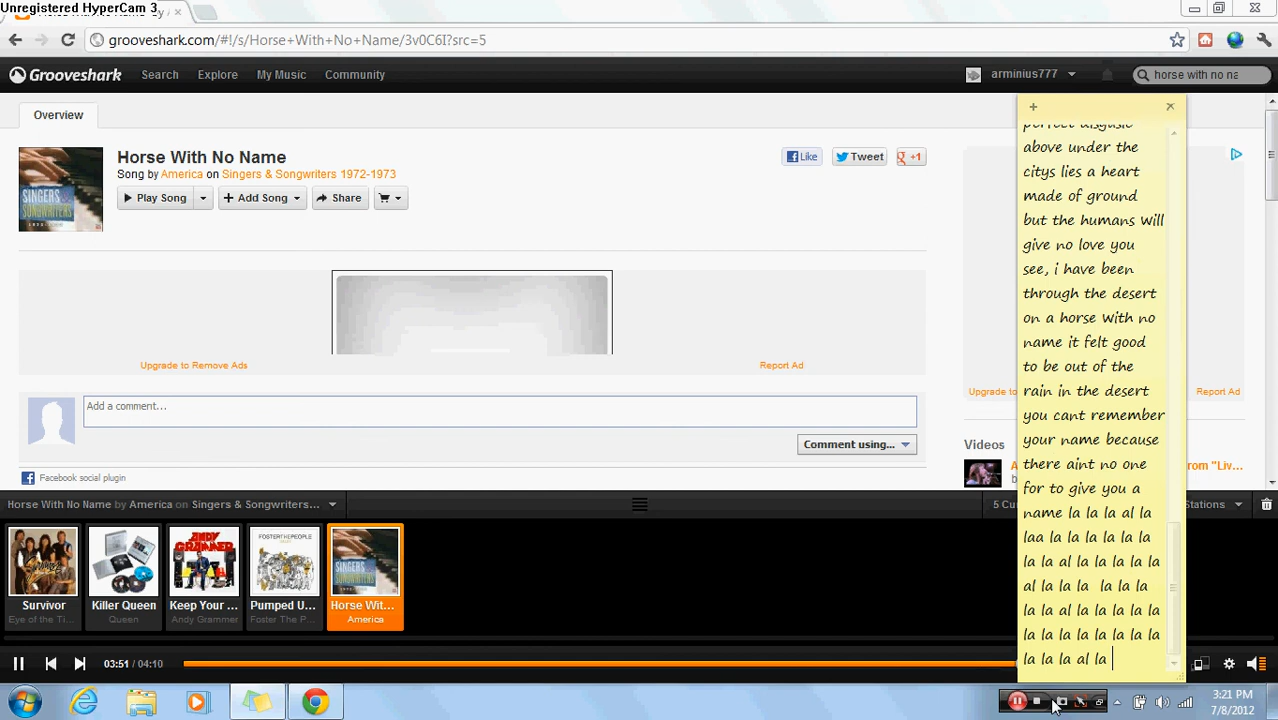 Unregistered HyperCam 3
grooveshark.com/#!/s/Horse+With+No+Name/3v0C6I?src=5
Grooveshark Search Explore My Music Community arminius777 horse with no na
Overview
Horse With No Name
Song by America on Singers & Songwriters 1972-1973
Play Song Add Song Share
Like Tweet +1
SINGERS
SONGWRITERS
Upgrade to Remove Ads Report Ad
Add a comment...
Comment using...
Facebook social plugin
Upgrade to Report Ad
Videos
rom "Liv...
+ ×
perfect disguise
above under the
citys lies a heart
made of ground
but the humans will
give no love you
see, i have been
through the desert
on a horse with no
name it felt good
to be out of the
rain in the desert
you cant remember
your name because
there aint no one
for to give you a
name la la la al la
laa la la la la la la
la la al la la la la la
al la la la  la la la
la la al la la la la la
la la la la la la la la
la la la al la
Horse With No Name by America on Singers & Songwriters... 5 Cu Stations
Survivor
Eye of the Ti...
Killer Queen
Queen
Keep Your ...
Andy Grammer
Pumped U...
Foster The P...
Horse Wit...
America
03:51 / 04:10
3:21 PM
7/8/2012